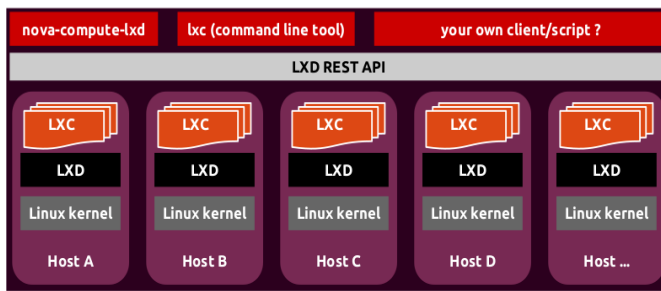 nova-compute-lxd
lxc (command line tool)
your own client/script ?
LXD REST API
LXC
LXD
Linux kernel
Host A
LXC
LXD
Linux kernel
Host B
LXC
LXD
Linux kernel
Host C
LXC
LXD
Linux kernel
Host D
LXC
LXD
Linux kernel
Host ...